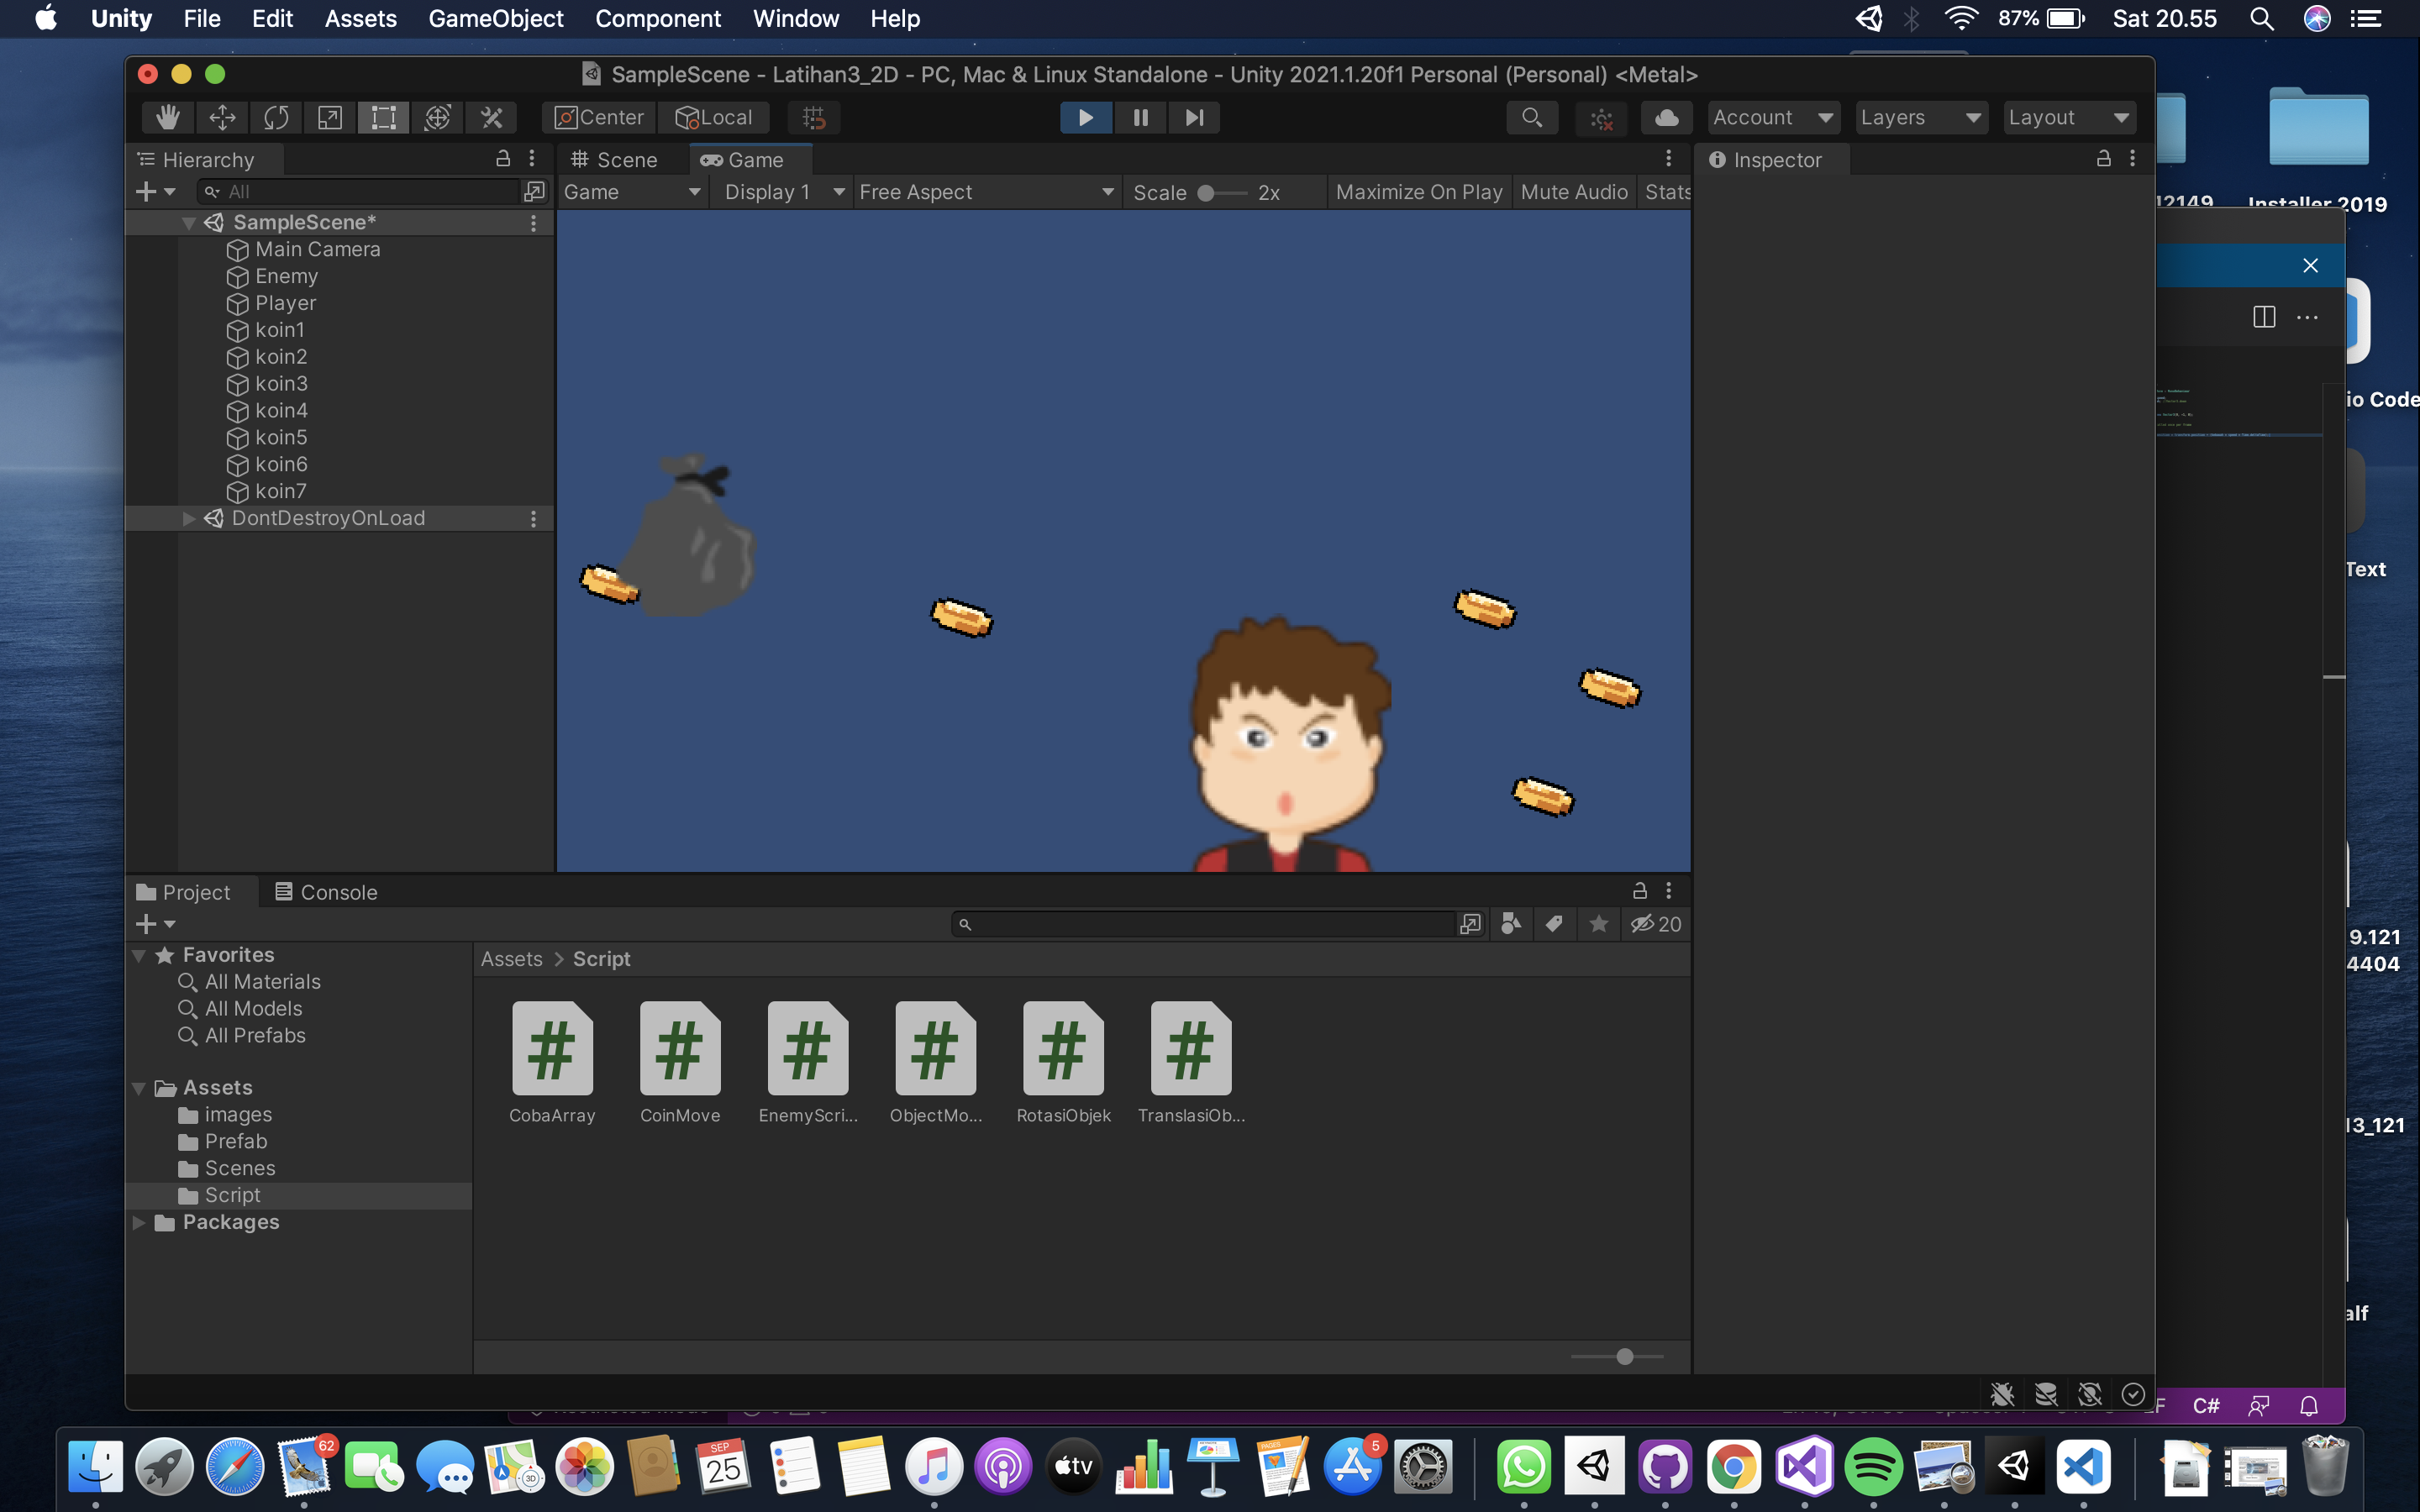 Unity File Edit Assets GameObject Component Window Help 87% Sat 20.55
SampleScene - Latihan3_2D - PC, Mac & Linux Standalone - Unity 2021.1.20f1 Personal (Personal) <Metal>
Center Local Account Layers Layout
Hierarchy Scene Game Inspector
All Game Display 1 Free Aspect Scale 2x Maximize On Play Mute Audio Stats
SampleScene*
Main Camera
Enemy
Player
koin1
koin2
koin3
koin4
koin5
koin6
koin7
DontDestroyOnLoad
Project Console
20
Favorites
All Materials
All Models
All Prefabs
Assets
images
Prefab
Scenes
Script
Packages
Assets > Script
CobaArray CoinMove EnemyScri... ObjectMo... RotasiObjek TranslasiOb...
12149 Installer 2019
io Code
Text
9.121
4404
13_121
alf
C#
62 3D SEP 25 tv PAGES 5